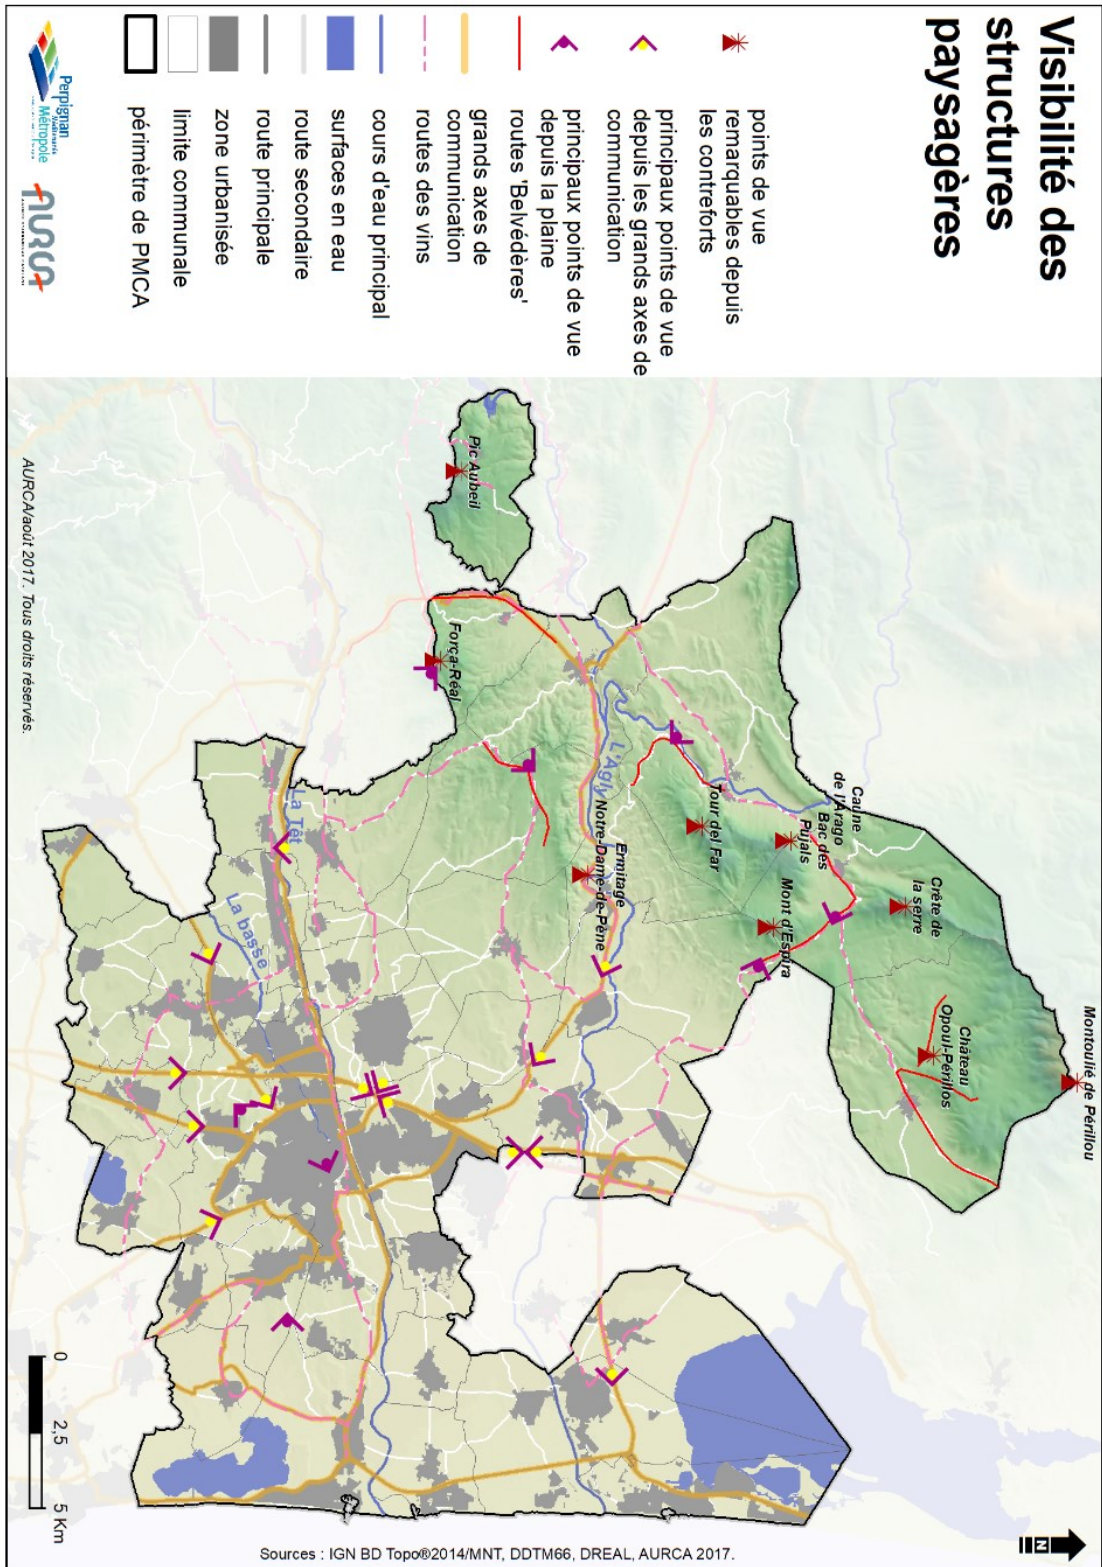 Visibilité des
structures
paysagères
points de vue
remarquables depuis
les contreforts
principaux points de vue
depuis les grands axes de
communication
principaux points de vue
depuis la plaine
routes 'Belvédères'
grands axes de
communication
routes des vins
cours d'eau principal
surfaces en eau
route secondaire
route principale
zone urbanisée
limite communale
périmètre de PMCA
Perpignan
Méditerranée
Métropole
AURCA
Montoulié de Périllou
Château
Opoul-Périllos
Crête de
la serre
Caune
de l'Arago
Bac des
Pujals
Mont d'Espira
Tour del Far
L'Agly
Ermitage
Notre-Dame-de-Pène
Pic Aubeil
Força-Réal
La Têt
La basse
AURCA/août 2017. Tous droits réservés.
0
2,5
5 Km
N
Sources : IGN BD Topo®2014/MNT, DDTM66, DREAL, AURCA 2017.